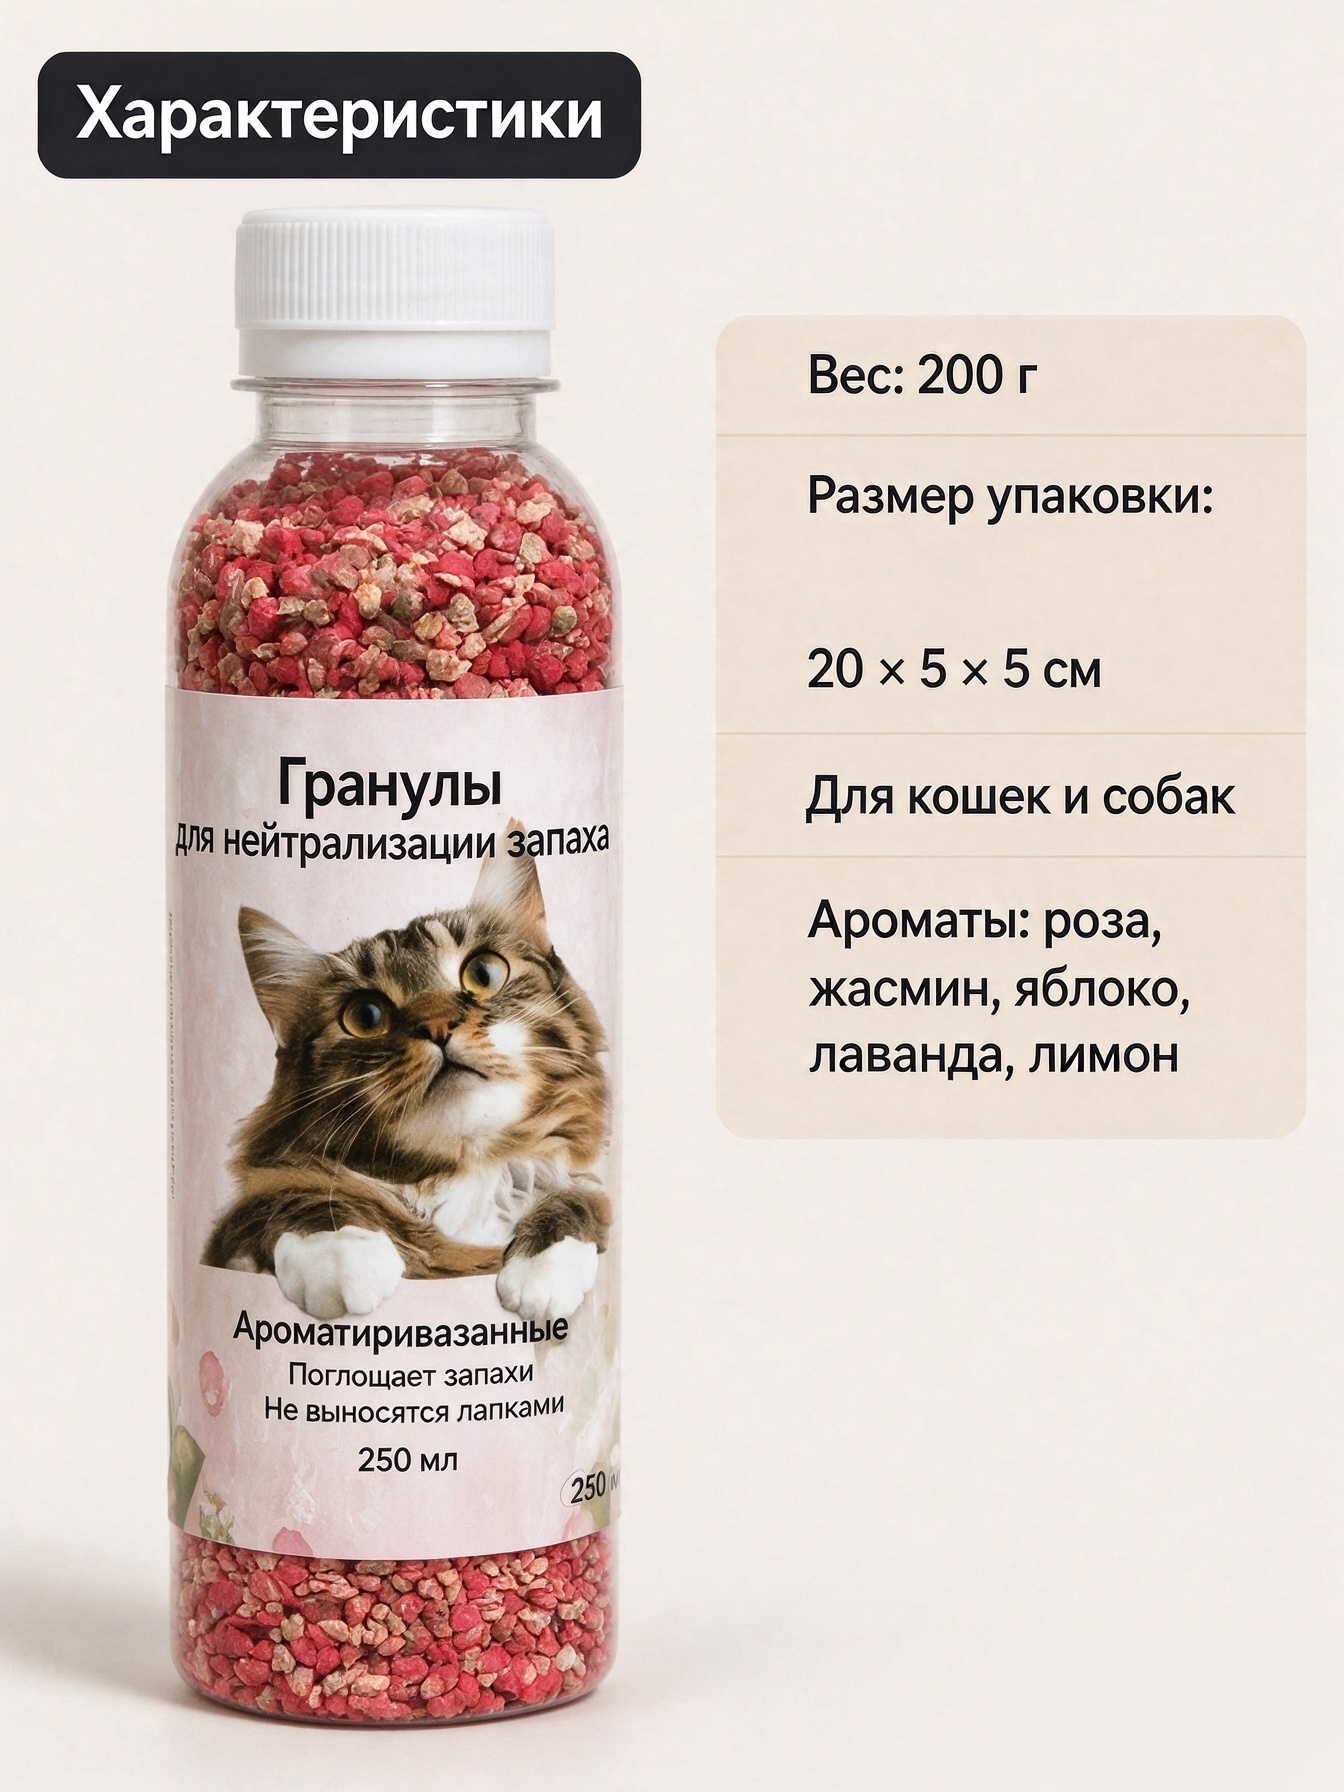 Характеристики
Вес: 200 г
Размер упаковки:
20 × 5 × 5 см
Для кошек и собак
Ароматы: роза,
жасмин, яблоко,
лаванда, лимон
Гранулы
для нейтрализации запаха
Ароматиривазанные
Поглощает запахи
Не выносятся лапками
250 мл
250